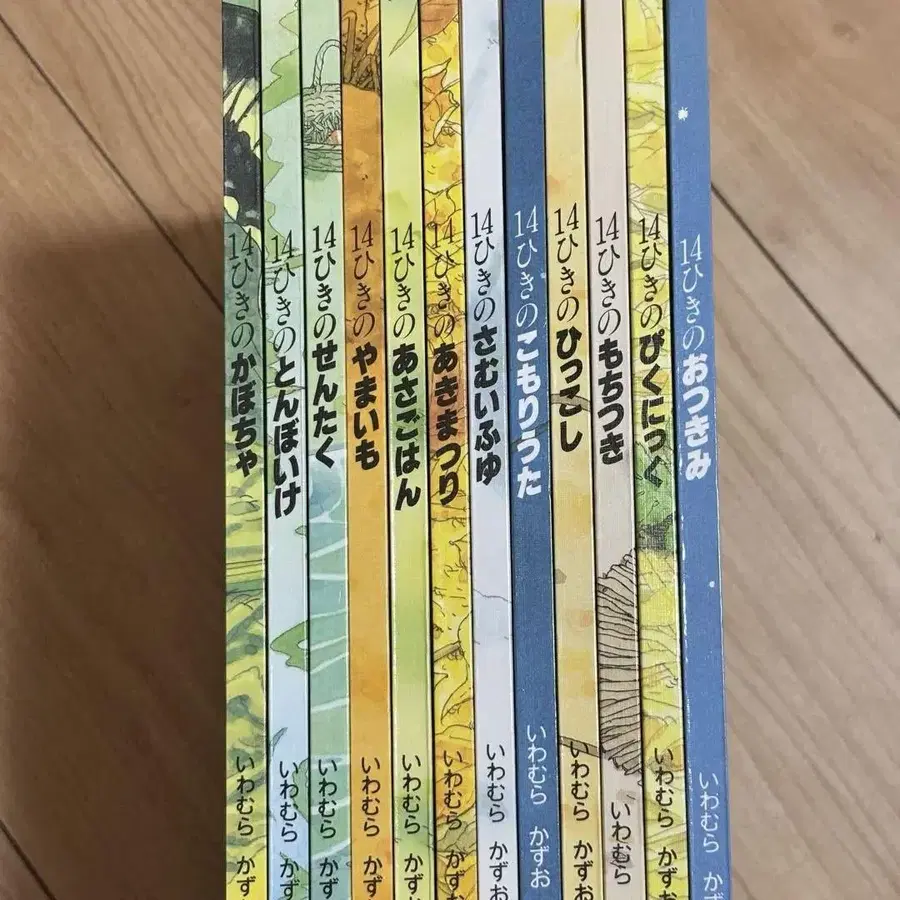 14ひきのかぼちゃ
いわむら かず
14ひきのとんぼいけ
いわむら かず
14ひきのせんたく
いわむら かず
14ひきのやまいも
いわむら かず
14ひきのあさごはん
いわむら かずお
14ひきのあきまつり
いわむら かずお
14ひきのさむいふゆ
いわむら かずお
14ひきのこもりうた
いわむら かずお
14ひきのひっこし
いわむら かずお
14ひきのもちつき
いわむら
14ひきのぴくにっく
いわむら かずお
14ひきのおつきみ
いわむら かず